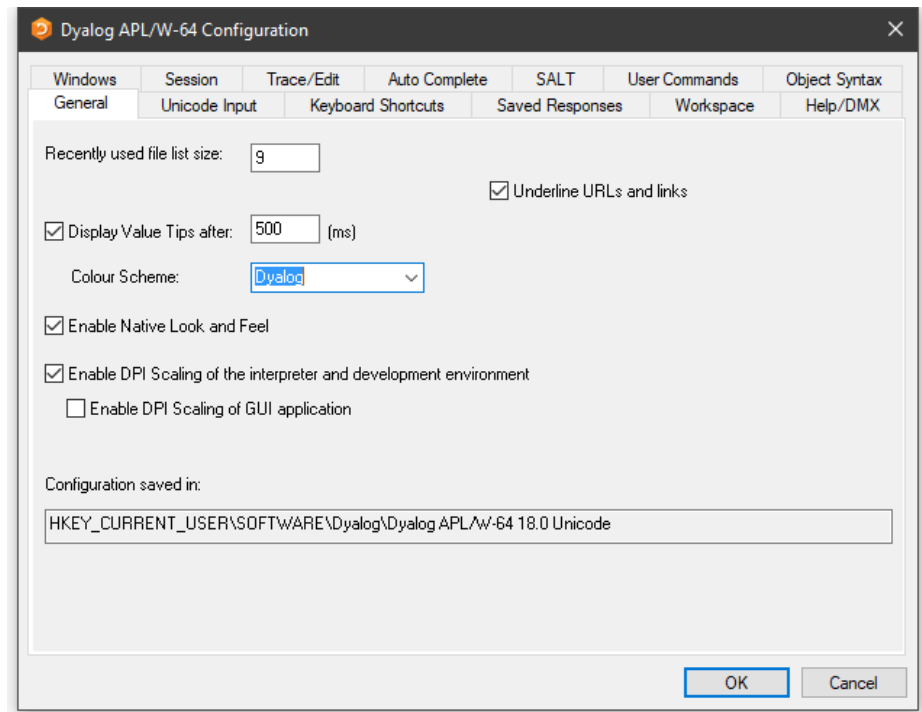 Dyalog APL/W-64 Configuration
Windows Session Trace/Edit Auto Complete SALT User Commands Object Syntax
General Unicode Input Keyboard Shortcuts Saved Responses Workspace Help/DMX
Recently used file list size: 9
Underline URLs and links
Display Value Tips after: 500 (ms)
Colour Scheme: Dyalog
Enable Native Look and Feel
Enable DPI Scaling of the interpreter and development environment
Enable DPI Scaling of GUI application
Configuration saved in:
HKEY_CURRENT_USER\SOFTWARE\Dyalog\Dyalog APL/W-64 18.0 Unicode
OK Cancel